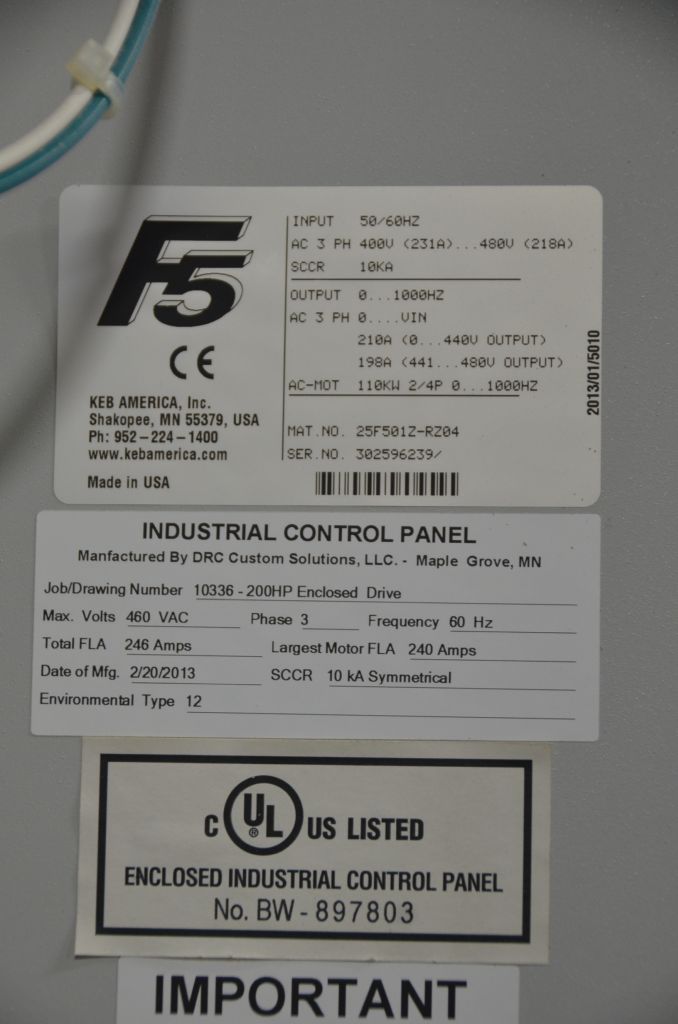 F5
CE
KEB AMERICA, Inc.
Shakopee, MN 55379, USA
Ph: 952-224-1400
www.kebamerica.com
Made in USA
INPUT 50/60HZ
AC 3 PH 400V (231A)...480V (218A)
SCCR 10KA
OUTPUT 0...1000HZ
AC 3 PH 0....VIN
210A (0...440V OUTPUT)
198A (441...480V OUTPUT)
AC-MOT 110KW 2/4P 0...1000HZ
MAT.NO. 25F501Z-RZ04
SER.NO. 302596239/
2013/01/5010
INDUSTRIAL CONTROL PANEL
Manfactured By DRC Custom Solutions, LLC. - Maple Grove, MN
Job/Drawing Number 10336 - 200HP Enclosed Drive
Max. Volts 460 VAC Phase 3 Frequency 60 Hz
Total FLA 246 Amps Largest Motor FLA 240 Amps
Date of Mfg. 2/20/2013 SCCR 10 kA Symmetrical
Environmental Type 12
C UL ® US LISTED
ENCLOSED INDUSTRIAL CONTROL PANEL
No. BW - 897803
IMPORTANT